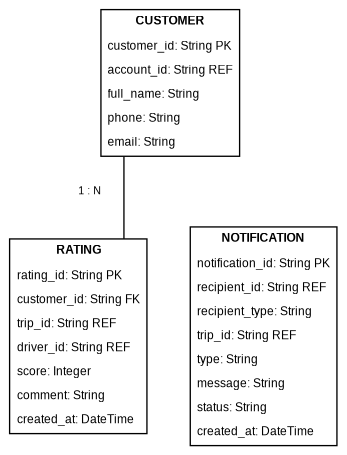 CUSTOMER
customer_id: String PK
account_id: String REF
full_name: String
phone: String
email: String
1 : N
RATING
rating_id: String PK
customer_id: String FK
trip_id: String REF
driver_id: String REF
score: Integer
comment: String
created_at: DateTime
NOTIFICATION
notification_id: String PK
recipient_id: String REF
recipient_type: String
trip_id: String REF
type: String
message: String
status: String
created_at: DateTime